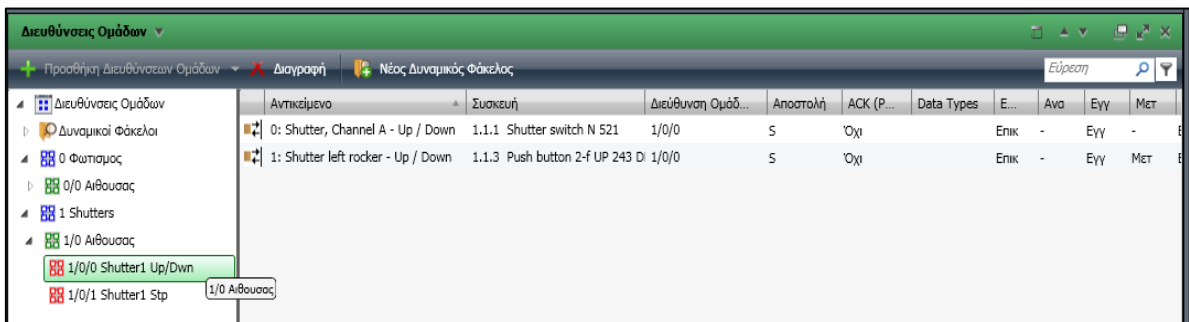 Διευθύνσεις Ομάδων
Προσθήκη Διευθύνσεων Ομάδων Διαγραφή Νέος Δυναμικός Φάκελος Εύρεση
Διευθύνσεις Ομάδων
Δυναμικοί Φάκελοι
0 Φωτισμος
0/0 Αιθουσας
1 Shutters
1/0 Αιθουσας
1/0/0 Shutter1 Up/Dwn
1/0/1 Shutter1 Stp
1/0 Αιθουσας
Αντικείμενο Συσκευή Διεύθυνση Ομάδ... Αποστολή ACK (P... Data Types Ε... Ανα Εγγ Μετ
0: Shutter, Channel A - Up / Down 1.1.1 Shutter switch N 521 1/0/0 S Όχι Επικ - Εγγ -
1: Shutter left rocker - Up / Down 1.1.3 Push button 2-f UP 243 D 1/0/0 S Όχι Επικ - Εγγ Μετ